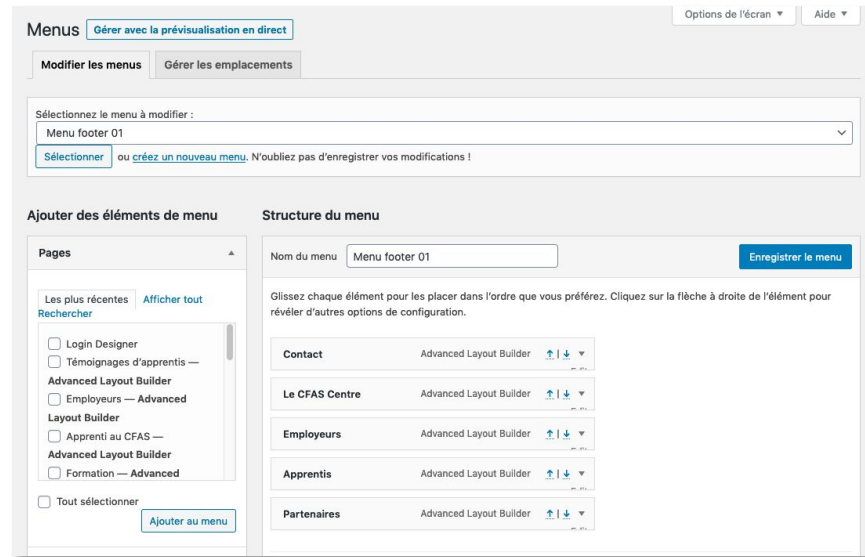 Options de l'écran ▼ Aide ▼
Menus Gérer avec la prévisualisation en direct
Modifier les menus Gérer les emplacements
Sélectionnez le menu à modifier :
Menu footer 01
Sélectionner ou créez un nouveau menu. N'oubliez pas d'enregistrer vos modifications !
Ajouter des éléments de menu
Pages
Les plus récentes Afficher tout
Rechercher
Login Designer
Témoignages d'apprentis —
Advanced Layout Builder
Employeurs — Advanced
Layout Builder
Apprenti au CFAS —
Advanced Layout Builder
Formation — Advanced
Tout sélectionner
Ajouter au menu
Structure du menu
Nom du menu Menu footer 01 Enregistrer le menu
Glissez chaque élément pour les placer dans l'ordre que vous préférez. Cliquez sur la flèche à droite de l'élément pour
révéler d'autres options de configuration.
Contact Advanced Layout Builder ↑ | ↓ ▼
Le CFAS Centre Advanced Layout Builder ↑ | ↓ ▼
Employeurs Advanced Layout Builder ↑ | ↓ ▼
Apprentis Advanced Layout Builder ↑ | ↓ ▼
Partenaires Advanced Layout Builder ↑ | ↓ ▼